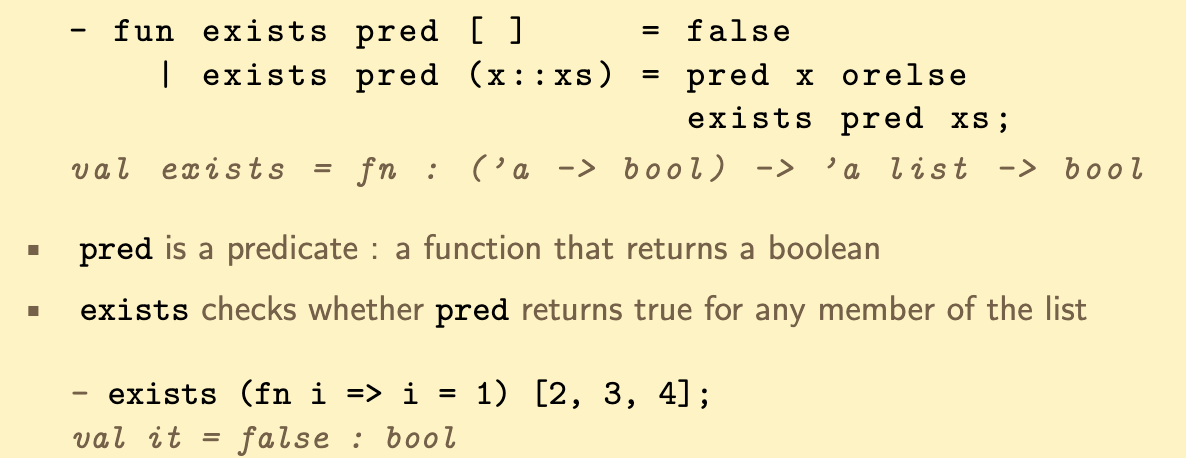 - fun exists pred [ ] = false
| exists pred (x::xs) = pred x orelse
exists pred xs;
val exists = fn : (’a -> bool) -> ’a list -> bool
▪ pred is a predicate : a function that returns a boolean
▪ exists checks whether pred returns true for any member of the list
- exists (fn i => i = 1) [2, 3, 4];
val it = false : bool